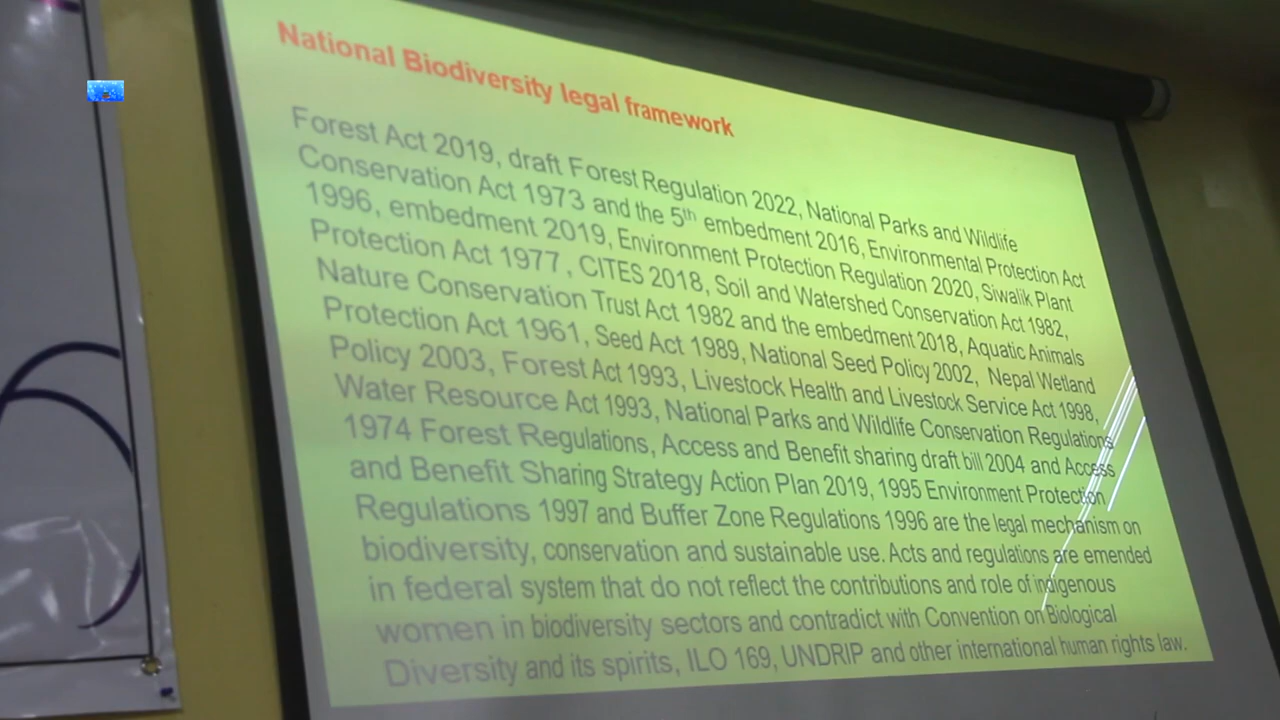 National Biodiversity legal framework
Forest Act 2019, draft Forest Regulation 2022, National Parks and Wildlife
Conservation Act 1973 and the 5th embedment 2016, Environmental Protection Act
1996, embedment 2019, Environment Protection Regulation 2020, Siwalik Plant
Protection Act 1977, CITES 2018, Soil and Watershed Conservation Act 1982,
Nature Conservation Trust Act 1982 and the embedment 2018, Aquatic Animals
Protection Act 1961, Seed Act 1989, National Seed Policy 2002, Nepal Wetland
Policy 2003, Forest Act 1993, Livestock Health and Livestock Service Act 1998,
Water Resource Act 1993, National Parks and Wildlife Conservation Regulations
1974 Forest Regulations, Access and Benefit sharing draft bill 2004 and Access
and Benefit Sharing Strategy Action Plan 2019, 1995 Environment Protection
Regulations 1997 and Buffer Zone Regulations 1996 are the legal mechanism on
biodiversity, conservation and sustainable use. Acts and regulations are emended
in federal system that do not reflect the contributions and role of indigenous
women in biodiversity sectors and contradict with Convention on Biological
Diversity and its spirits, ILO 169, UNDRIP and other international human rights law.